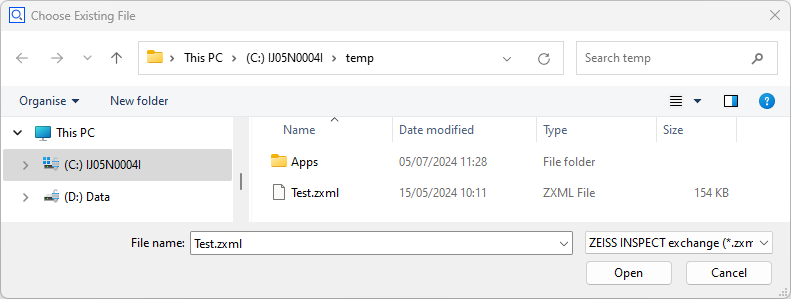 Choose Existing File
This PC (C:) IJ05N0004I temp
Search temp
Organise New folder
Name Date modified Type Size
This PC
(C:) IJ05N0004I
(D:) Data
Apps 05/07/2024 11:28 File folder
Test.zxml 15/05/2024 10:11 ZXML File 154 KB
File name: Test.zxml ZEISS INSPECT exchange (*.zxm
Open Cancel